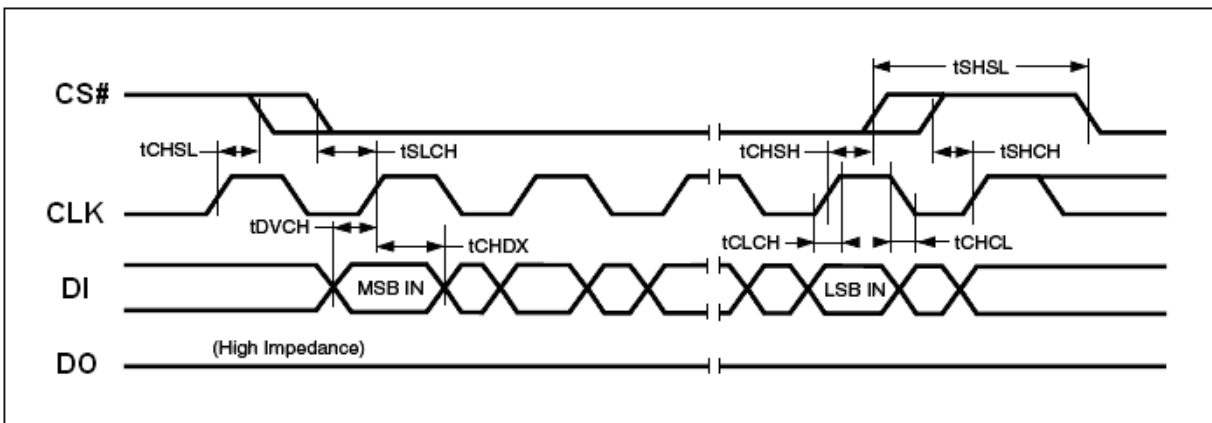 tSHSL
CS#
tCHSL
tSLCH
tCHSH
tSHCH
CLK
tDVCH
tCHDX
tCLCH
tCHCL
DI
MSB IN
LSB IN
(High Impedance)
DO